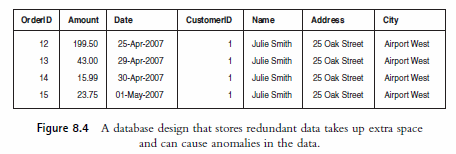 OrderID Amount Date CustomerID Name Address City
12 199.50 25-Apr-2007 1 Julie Smith 25 Oak Street Airport West
13 43.00 29-Apr-2007 1 Julie Smith 25 Oak Street Airport West
14 15.99 30-Apr-2007 1 Julie Smith 25 Oak Street Airport West
15 23.75 01-May-2007 1 Julie Smith 25 Oak Street Airport West
Figure 8.4 A database design that stores redundant data takes up extra space
and can cause anomalies in the data.